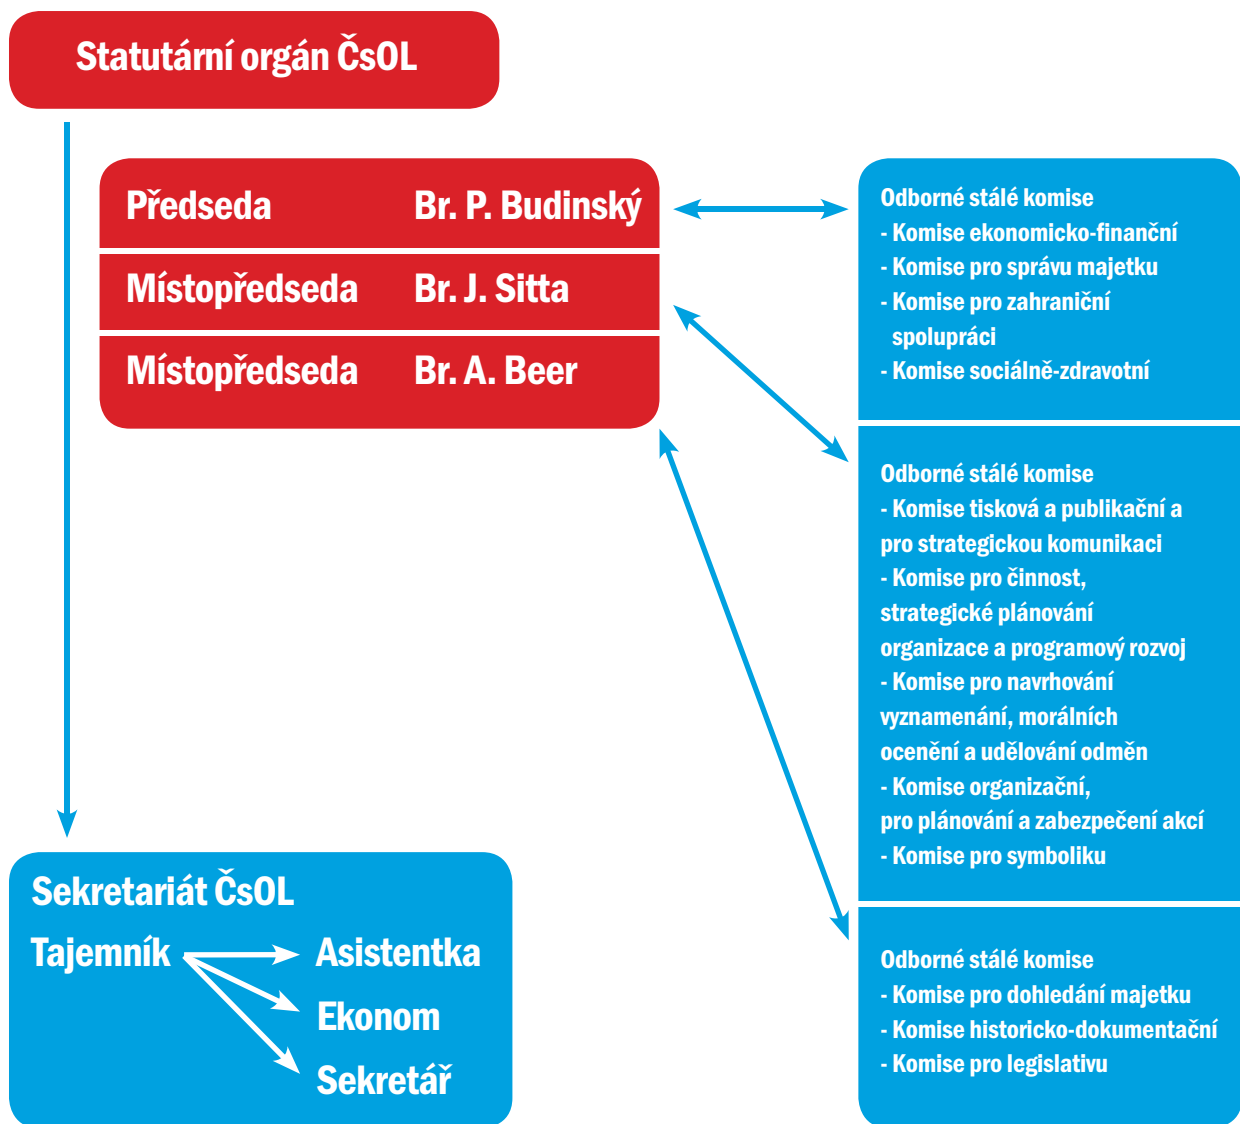 Statutární orgán ČsOL
Předseda Br. P. Budinský
Místopředseda Br. J. Sitta
Místopředseda Br. A. Beer
Odborné stálé komise
- Komise ekonomicko-finanční
- Komise pro správu majetku
- Komise pro zahraniční
spolupráci
- Komise sociálně-zdravotní
Odborné stálé komise
- Komise tisková a publikační a
pro strategickou komunikaci
- Komise pro činnost,
strategické plánování
organizace a programový rozvoj
- Komise pro navrhování
vyznamenání, morálních
ocenění a udělování odměn
- Komise organizační,
pro plánování a zabezpečení akcí
- Komise pro symboliku
Odborné stálé komise
- Komise pro dohledání majetku
- Komise historicko-dokumentační
- Komise pro legislativu
Sekretariát ČsOL
Tajemník Asistentka
Ekonom
Sekretář